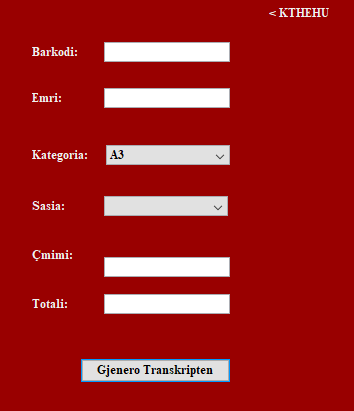 < KTHEHU
Barkodi:
Emri:
Kategoria: A3
Sasia:
Çmimi:
Totali:
Gjenero Transkripten